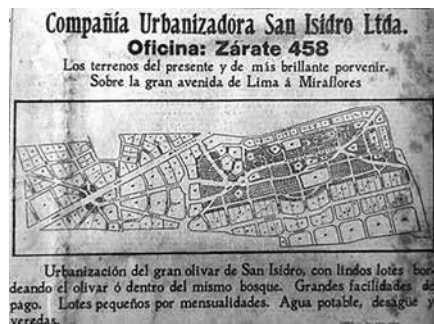 Compañía Urbanizadora San Isidro Ltda.
Oficina: Zárate 458
Los terrenos del presente y de más brillante porvenir.
Sobre la gran avenida de Lima á Miraflores
Urbanización del gran olivar de San Isidro, con lindos lotes bor-
deando el olivar ó dentro del mismo bosque. Grandes facilidades de
pago. Lotes pequeños por mensualidades. Agua potable, desagüe y
veredas.